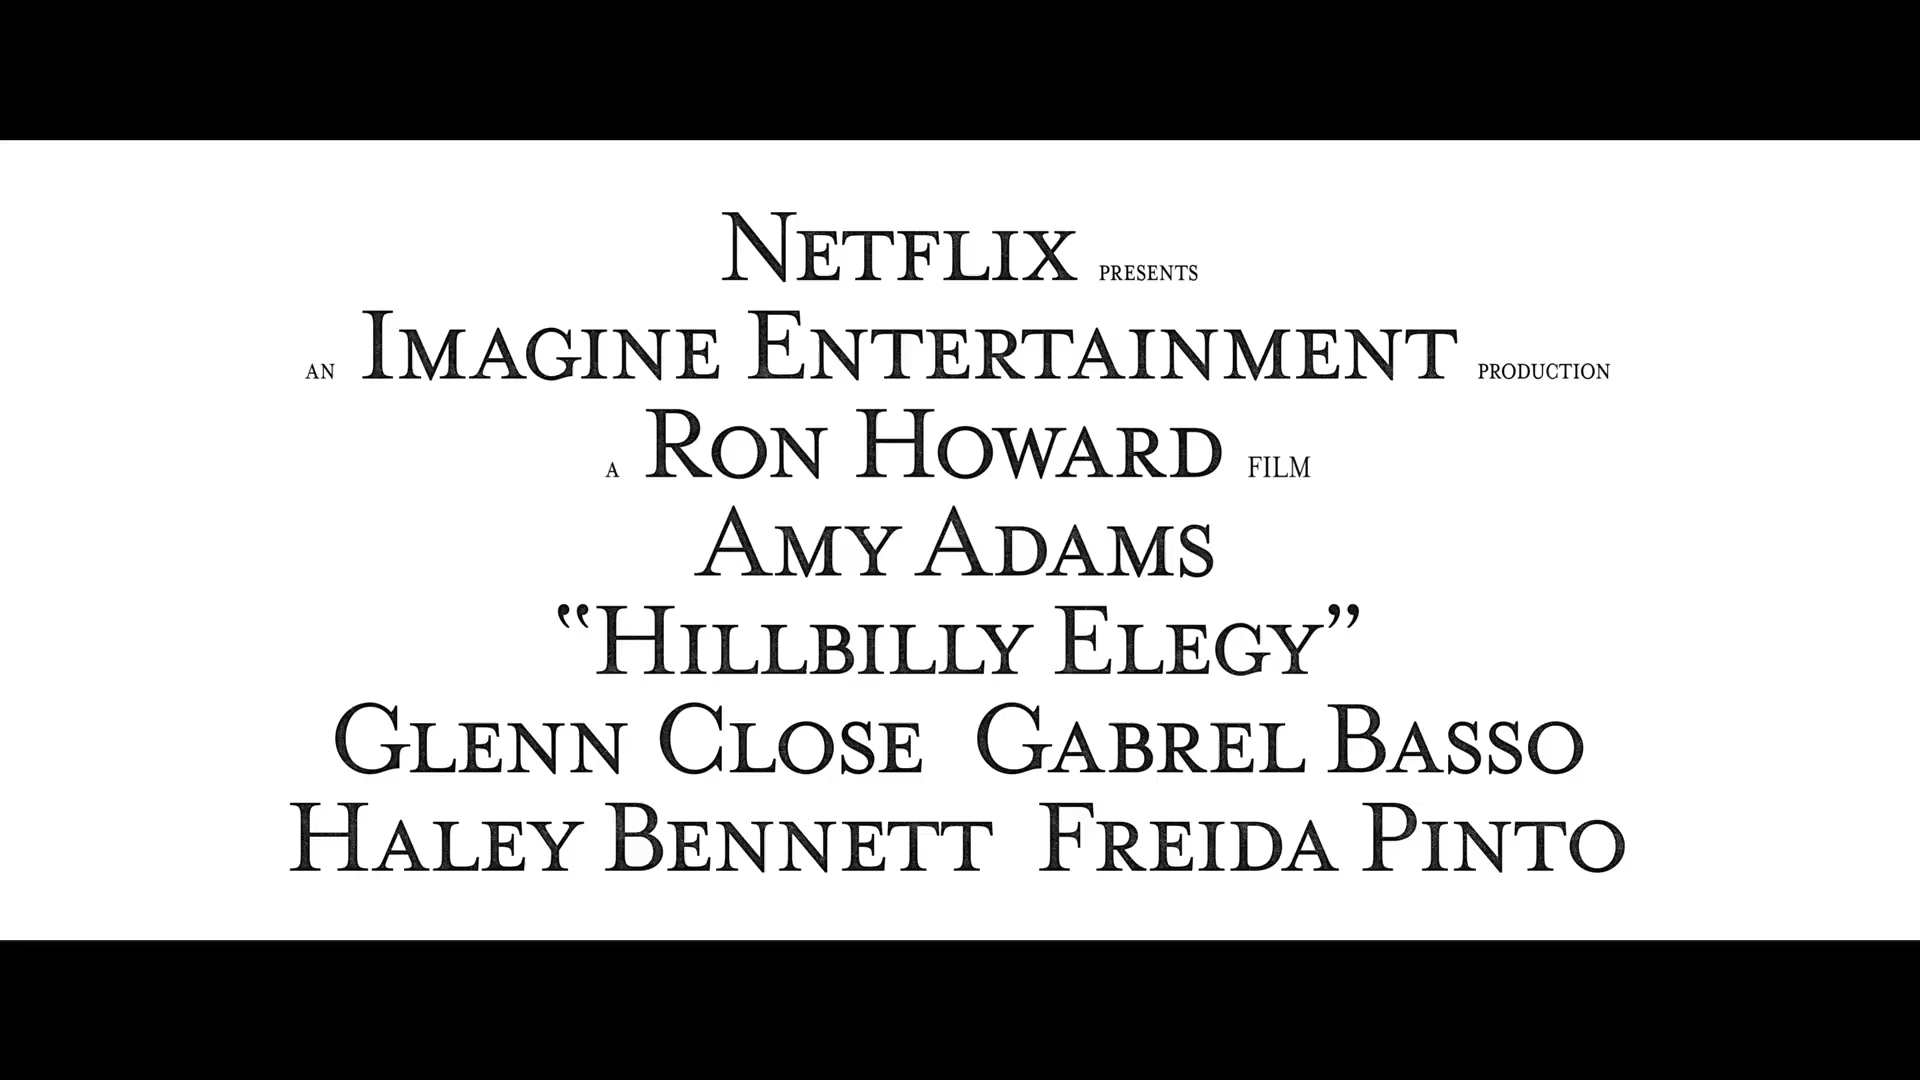 Netflix presents
an Imagine Entertainment production
a Ron Howard film
Amy Adams
“Hillbilly Elegy”
Glenn Close Gabrel Basso
Haley Bennett Freida Pinto